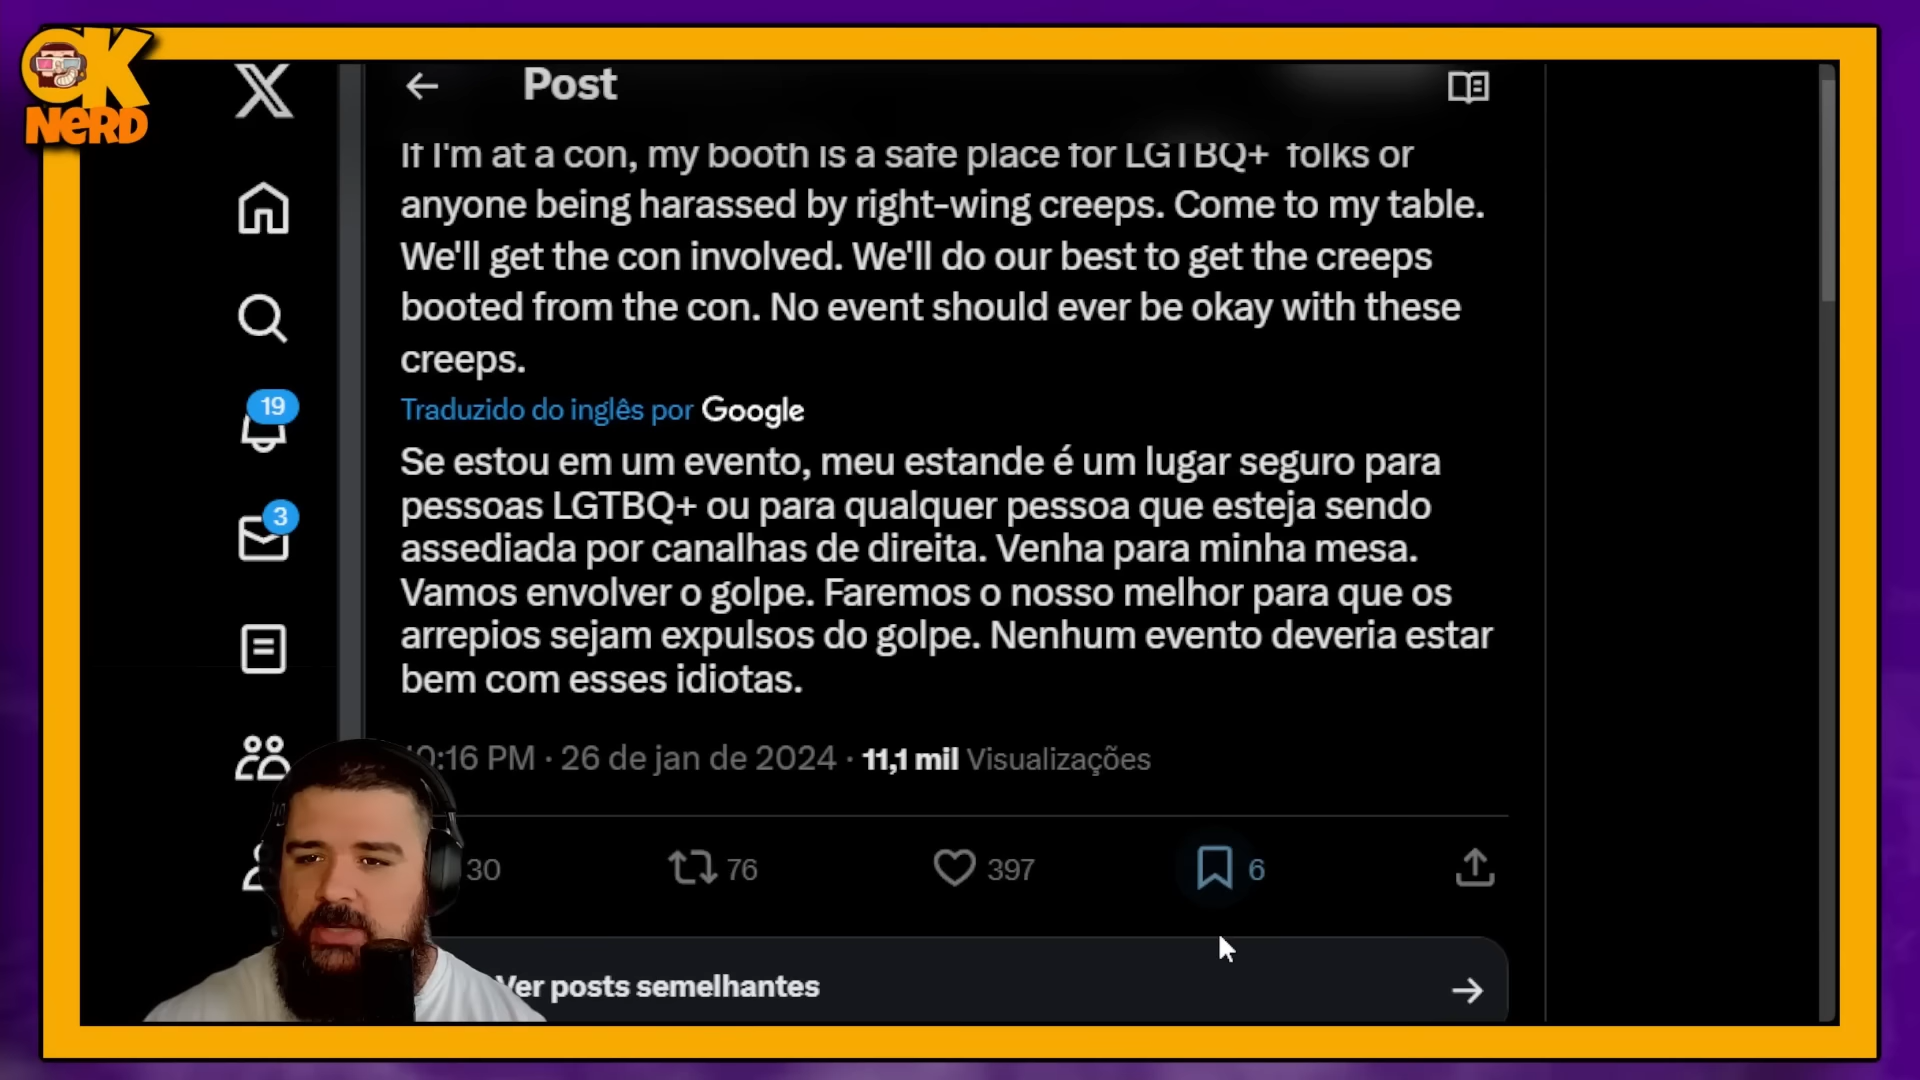 OK
NERD
Post
If I'm at a con, my booth is a safe place for LGTBQ+ folks or
anyone being harassed by right-wing creeps. Come to my table.
We'll get the con involved. We'll do our best to get the creeps
booted from the con. No event should ever be okay with these
creeps.
Traduzido do inglês por Google
19
Se estou em um evento, meu estande é um lugar seguro para
pessoas LGTBQ+ ou para qualquer pessoa que esteja sendo
3
assediada por canalhas de direita. Venha para minha mesa.
Vamos envolver o golpe. Faremos o nosso melhor para que os
arrepios sejam expulsos do golpe. Nenhum evento deveria estar
bem com esses idiotas.
:16 PM · 26 de jan de 2024 · 11,1 mil Visualizações
30 76 397 6
Ver posts semelhantes